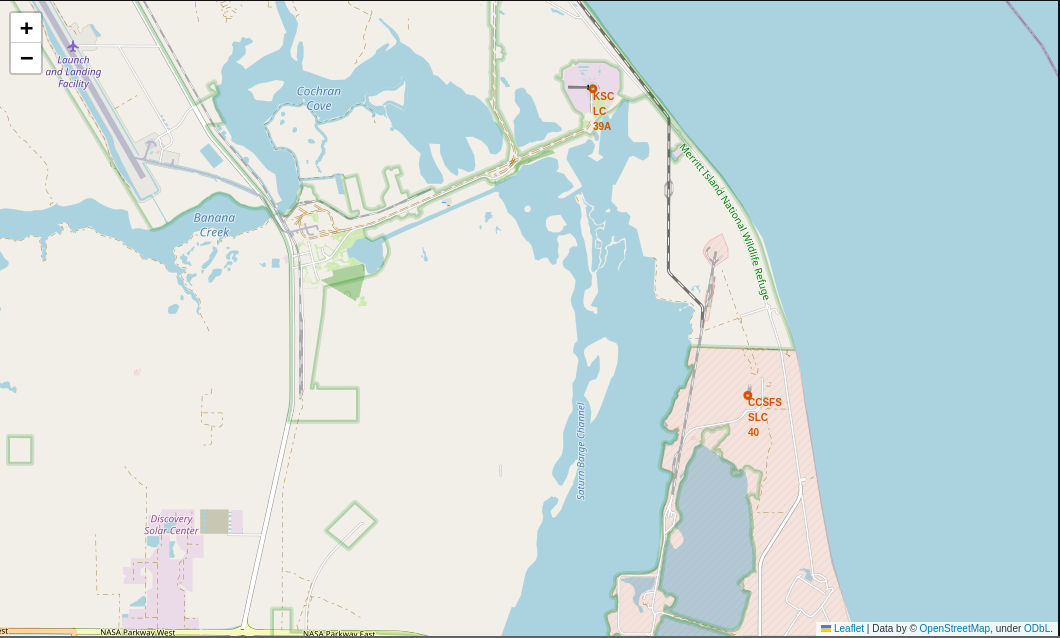 +
−
Launch
and Landing
Facility
Cochran
Cove
KSC
LC
39A
Merritt Island National Wildlife Refuge
Banana
Creek
CCSFS
SLC
40
Saturn Barge Channel
Discovery
Solar Center
est
NASA Parkway West
NASA Parkway East
Leaflet | Data by © OpenStreetMap, under ODbL.